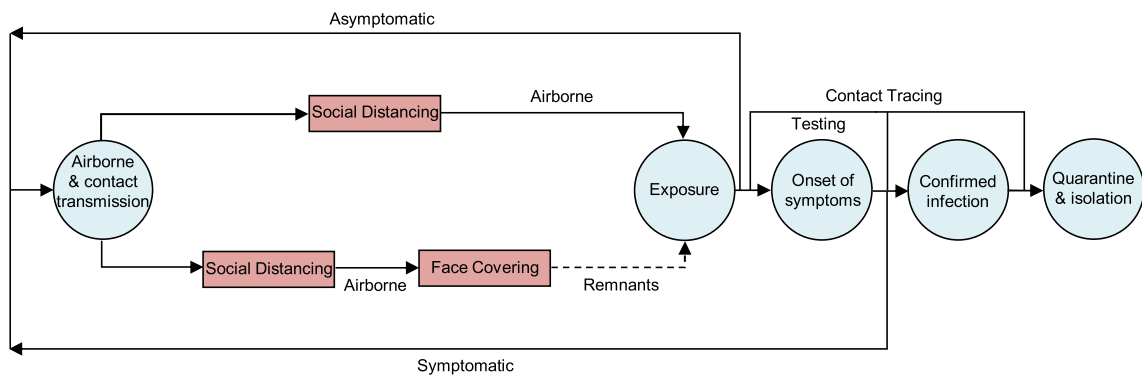 Asymptomatic
Social Distancing
Airborne
Contact Tracing
Testing
Airborne
& contact
transmission
Exposure
Onset of
symptoms
Confirmed
infection
Quarantine
& isolation
Social Distancing
Airborne
Face Covering
Remnants
Symptomatic